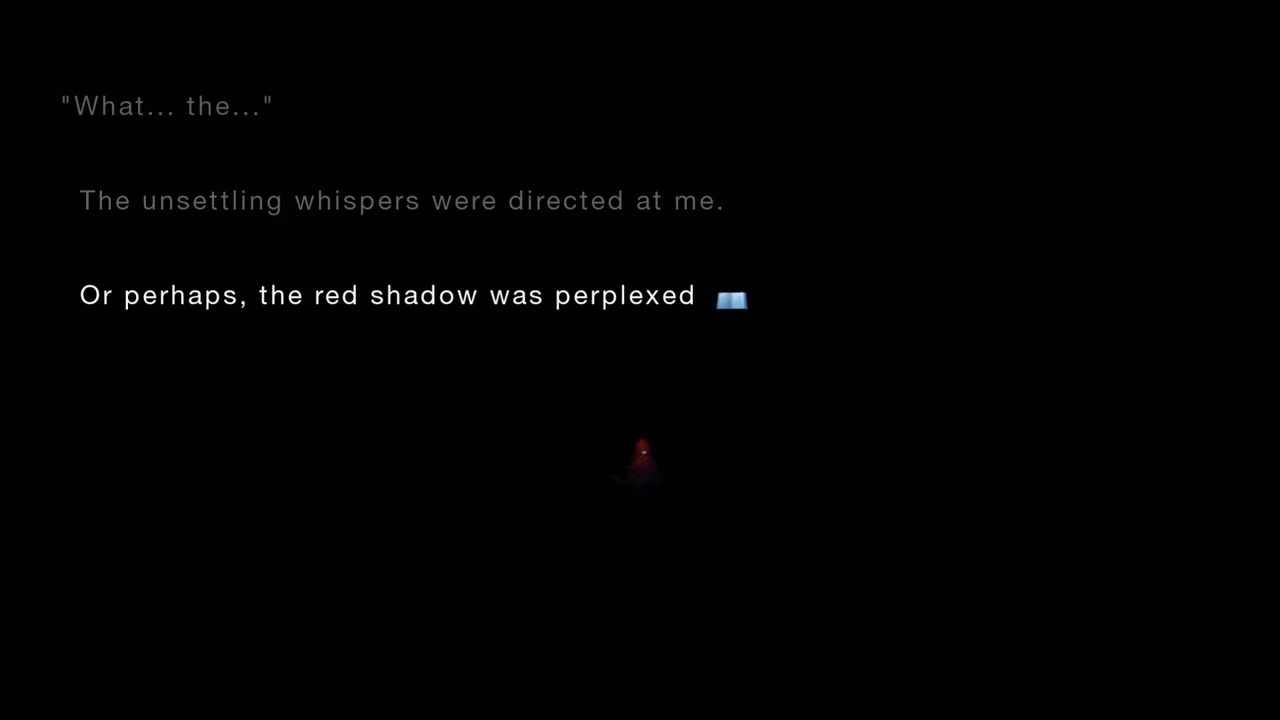 "What... the..."
The unsettling whispers were directed at me.
Or perhaps, the red shadow was perplexed